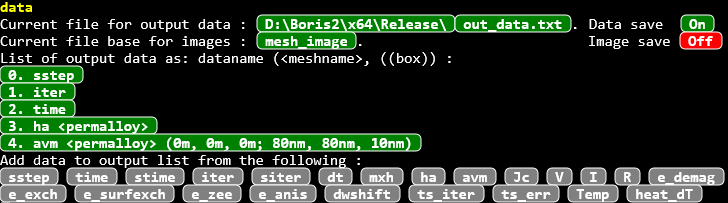 data
Current file for output data : D:\Boris2\x64\Release\ out_data.txt . Data save On
Current file base for images : mesh_image . Image save Off
List of output data as: dataname (<meshname>, ((box)) :
0. sstep
1. iter
2. time
3. ha <permalloy>
4. avm <permalloy> (0m, 0m, 0m; 80nm, 80nm, 10nm)
Add data to output list from the following :
sstep time stime iter siter dt mxh ha avm Jc V I R e_demag
e_exch e_surfexch e_zee e_anis dwshift ts_iter ts_err Temp heat_dT